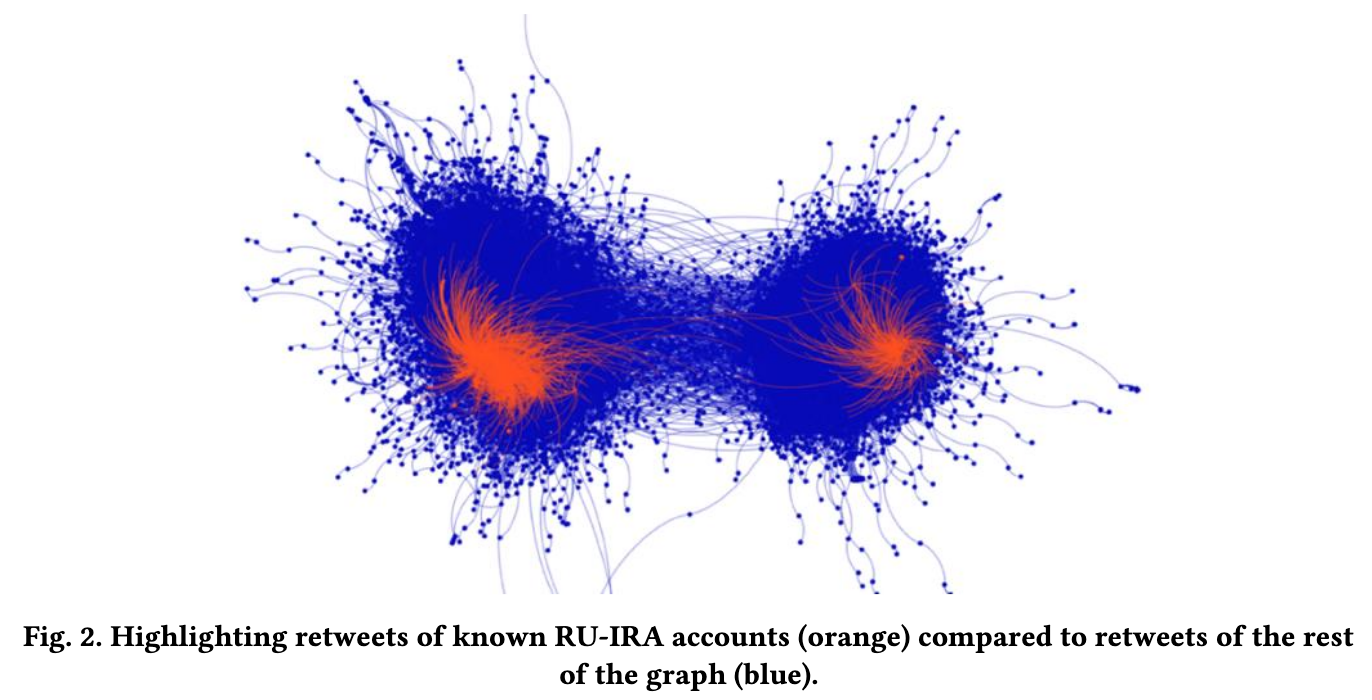 Fig. 2. Highlighting retweets of known RU-IRA accounts (orange) compared to retweets of the rest
of the graph (blue).